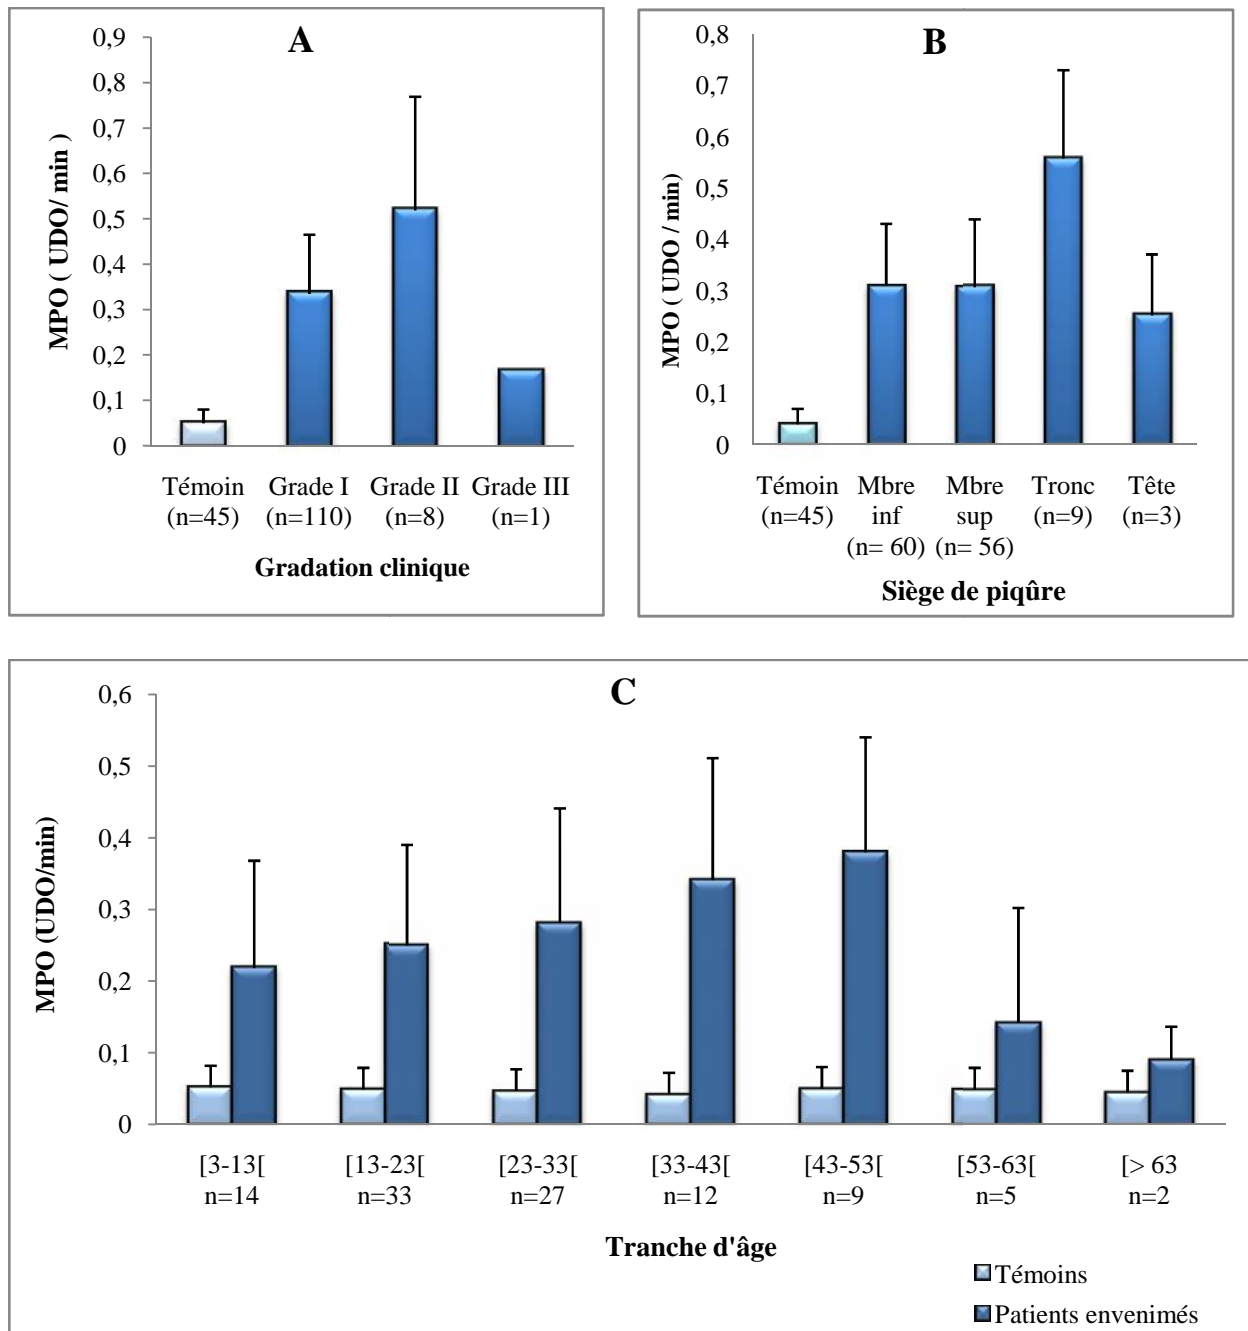 A
0,9
0,8
0,7
0,6
0,5
0,4
0,3
0,2
0,1
0
MPO ( UDO/ min )
Témoin Grade I Grade II Grade III
(n=45) (n=110) (n=8) (n=1)
Gradation clinique
B
0,8
0,7
0,6
0,5
0,4
0,3
0,2
0,1
0
MPO ( UDO / min)
Témoin Mbre Mbre Tronc Tête
(n=45) inf sup (n=9) (n=3)
(n= 60) (n= 56)
Siège de piqûre
C
0,6
0,5
0,4
0,3
0,2
0,1
0
MPO (UDO/min)
[3-13[ [13-23[ [23-33[ [33-43[ [43-53[ [53-63[ [> 63
n=14 n=33 n=27 n=12 n=9 n=5 n=2
Tranche d'âge
Témoins
Patients envenimés